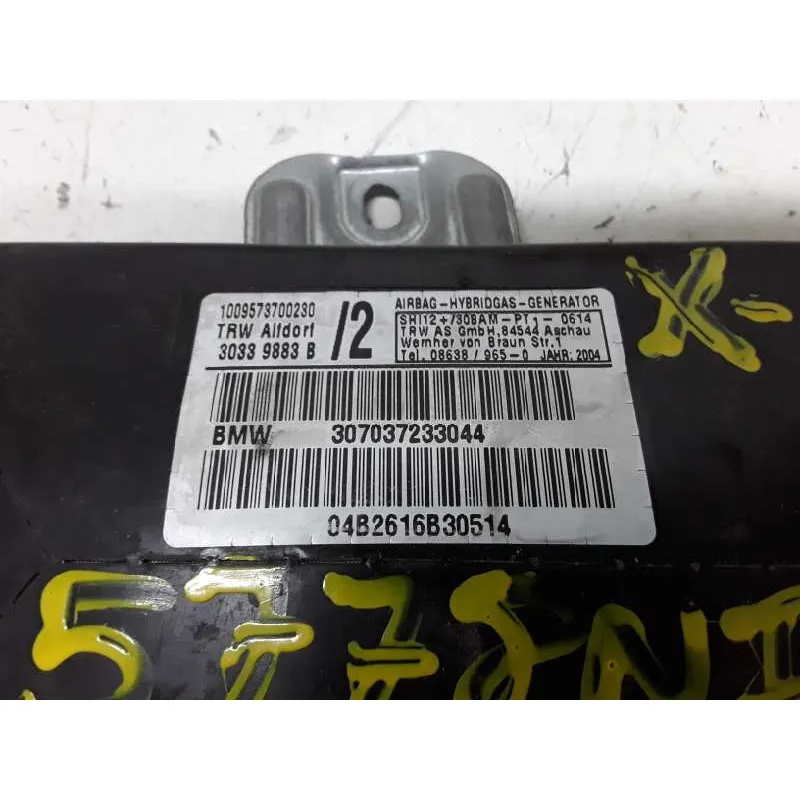 X-
1009573700230
TRW Alfdorf
3033 9883 B
/2
AIRBAG-HYBRIDGAS-GENERATOR
SHI12+/30BAM-PT1-0614
TRW AS GmbH,84544 Aschau
Wernher von Braun Str.1
Tel. 08638/965-0 JAHR:2004
BMW 307037233044
04B2616B30514